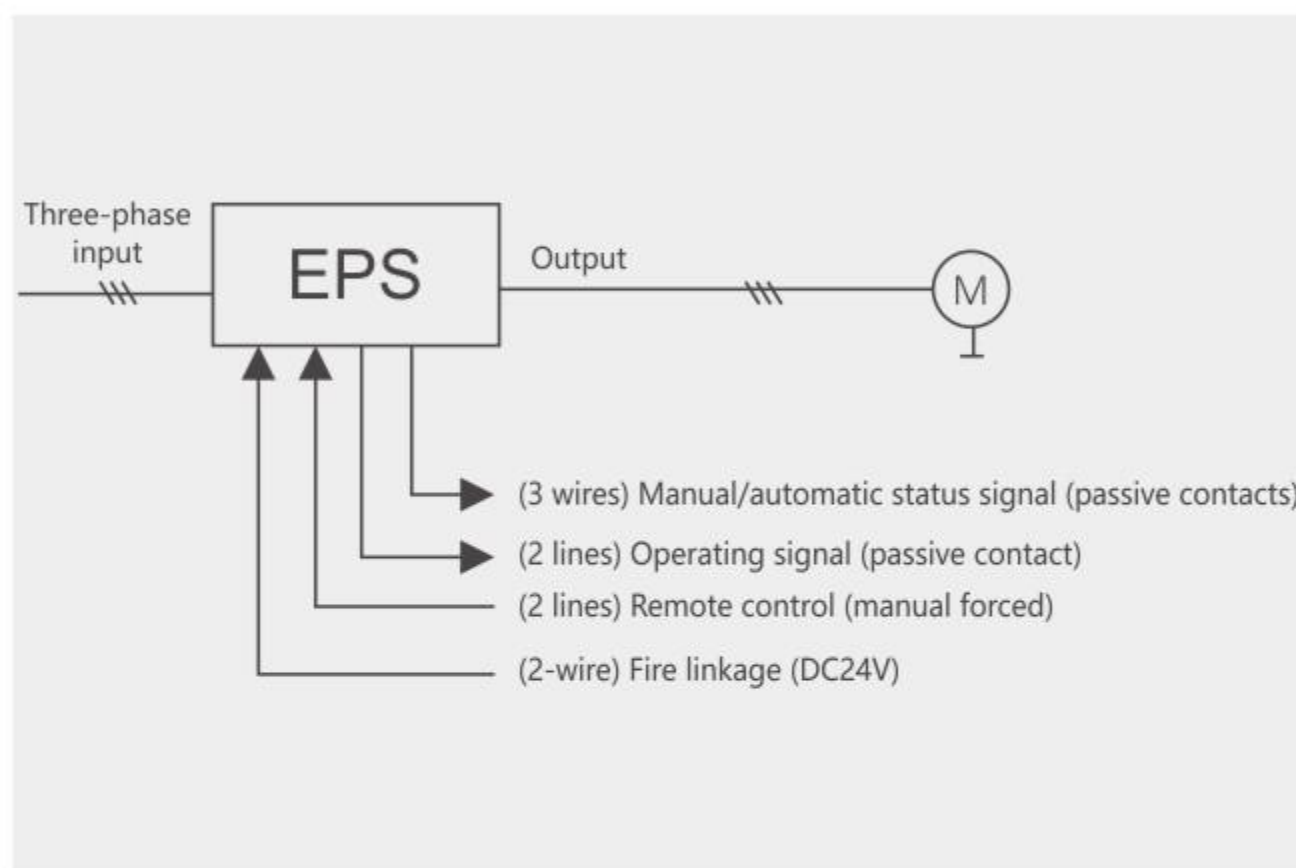 Three-phase
input
EPS
Output
M
(3 wires) Manual/automatic status signal (passive contacts)
(2 lines) Operating signal (passive contact)
(2 lines) Remote control (manual forced)
(2-wire) Fire linkage (DC24V)